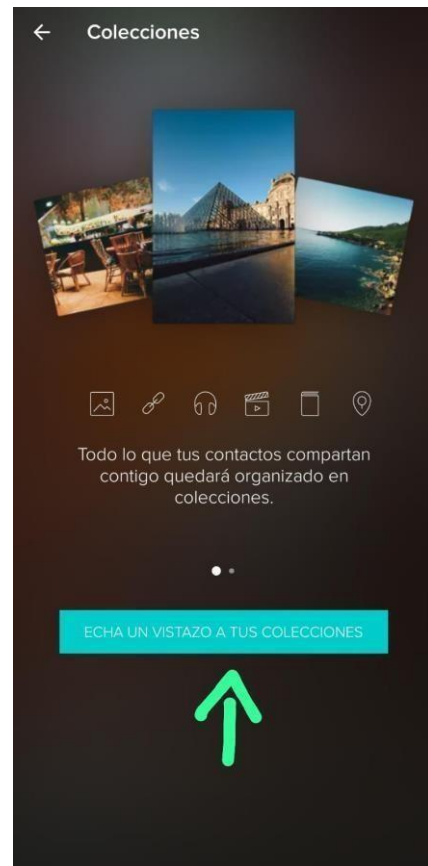 Colecciones
Todo lo que tus contactos compartan
contigo quedará organizado en
colecciones.
ECHA UN VISTAZO A TUS COLECCIONES